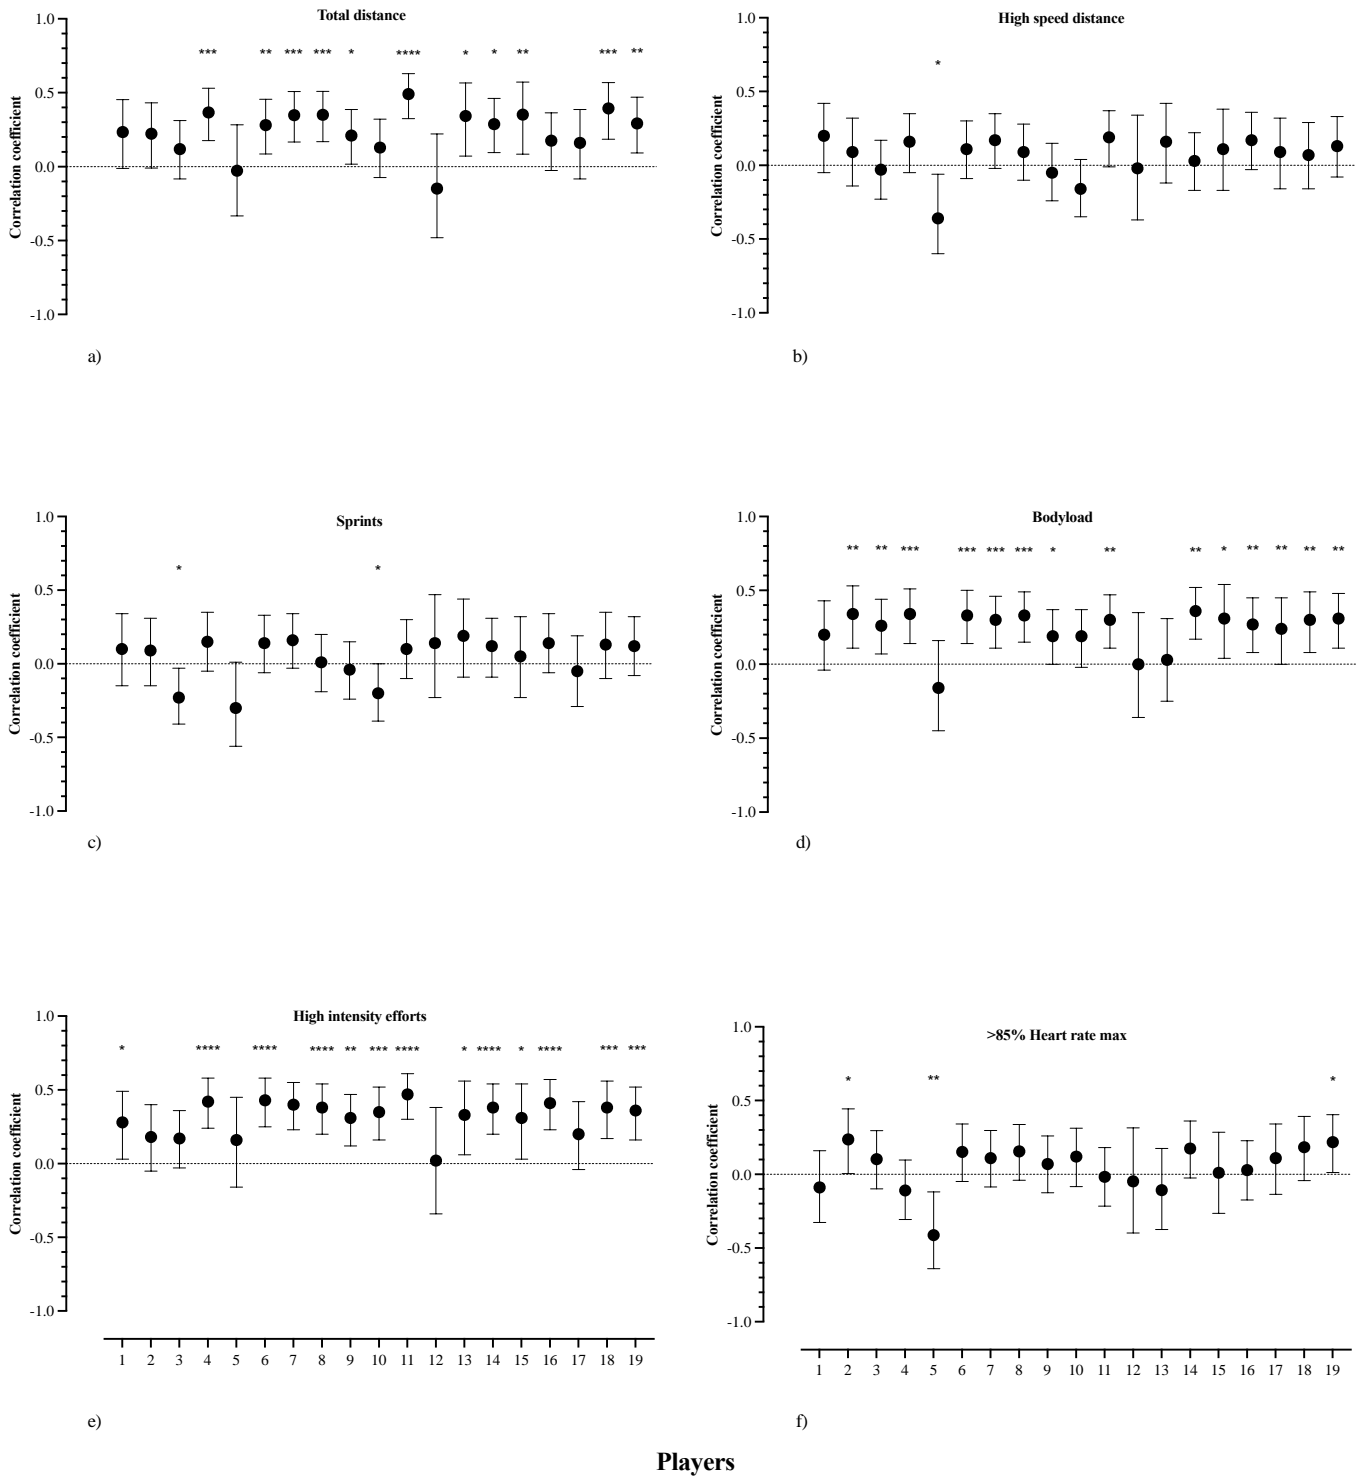 Total distance
1.0
*** ** *** *** * **** * * ** *** **
0.5
0.0
-0.5
-1.0
Correlation coefficient
a)
High speed distance
1.0
*
0.5
0.0
-0.5
-1.0
Correlation coefficient
b)
Sprints
1.0
* *
0.5
0.0
-0.5
-1.0
Correlation coefficient
c)
Bodyload
1.0
** ** *** *** *** *** * ** ** * ** ** ** **
0.5
0.0
-0.5
-1.0
Correlation coefficient
d)
High intensity efforts
1.0
* **** **** **** ** *** **** * **** * **** *** ***
0.5
0.0
-0.5
-1.0
Correlation coefficient
1 2 3 4 5 6 7 8 9 10 11 12 13 14 15 16 17 18 19
e)
>85% Heart rate max
1.0
* ** *
0.5
0.0
-0.5
-1.0
Correlation coefficient
1 2 3 4 5 6 7 8 9 10 11 12 13 14 15 16 17 18 19
f)
Players